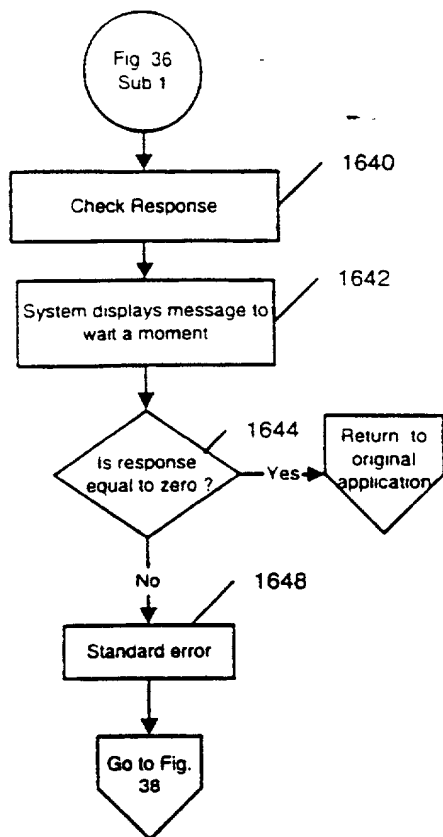 Fig 36
Sub 1
1640
Check Response
1642
System displays message to
wait a moment
1644
Is response
equal to zero ?
Yes
Return to
original
application
No
1648
Standard error
Go to Fig.
38